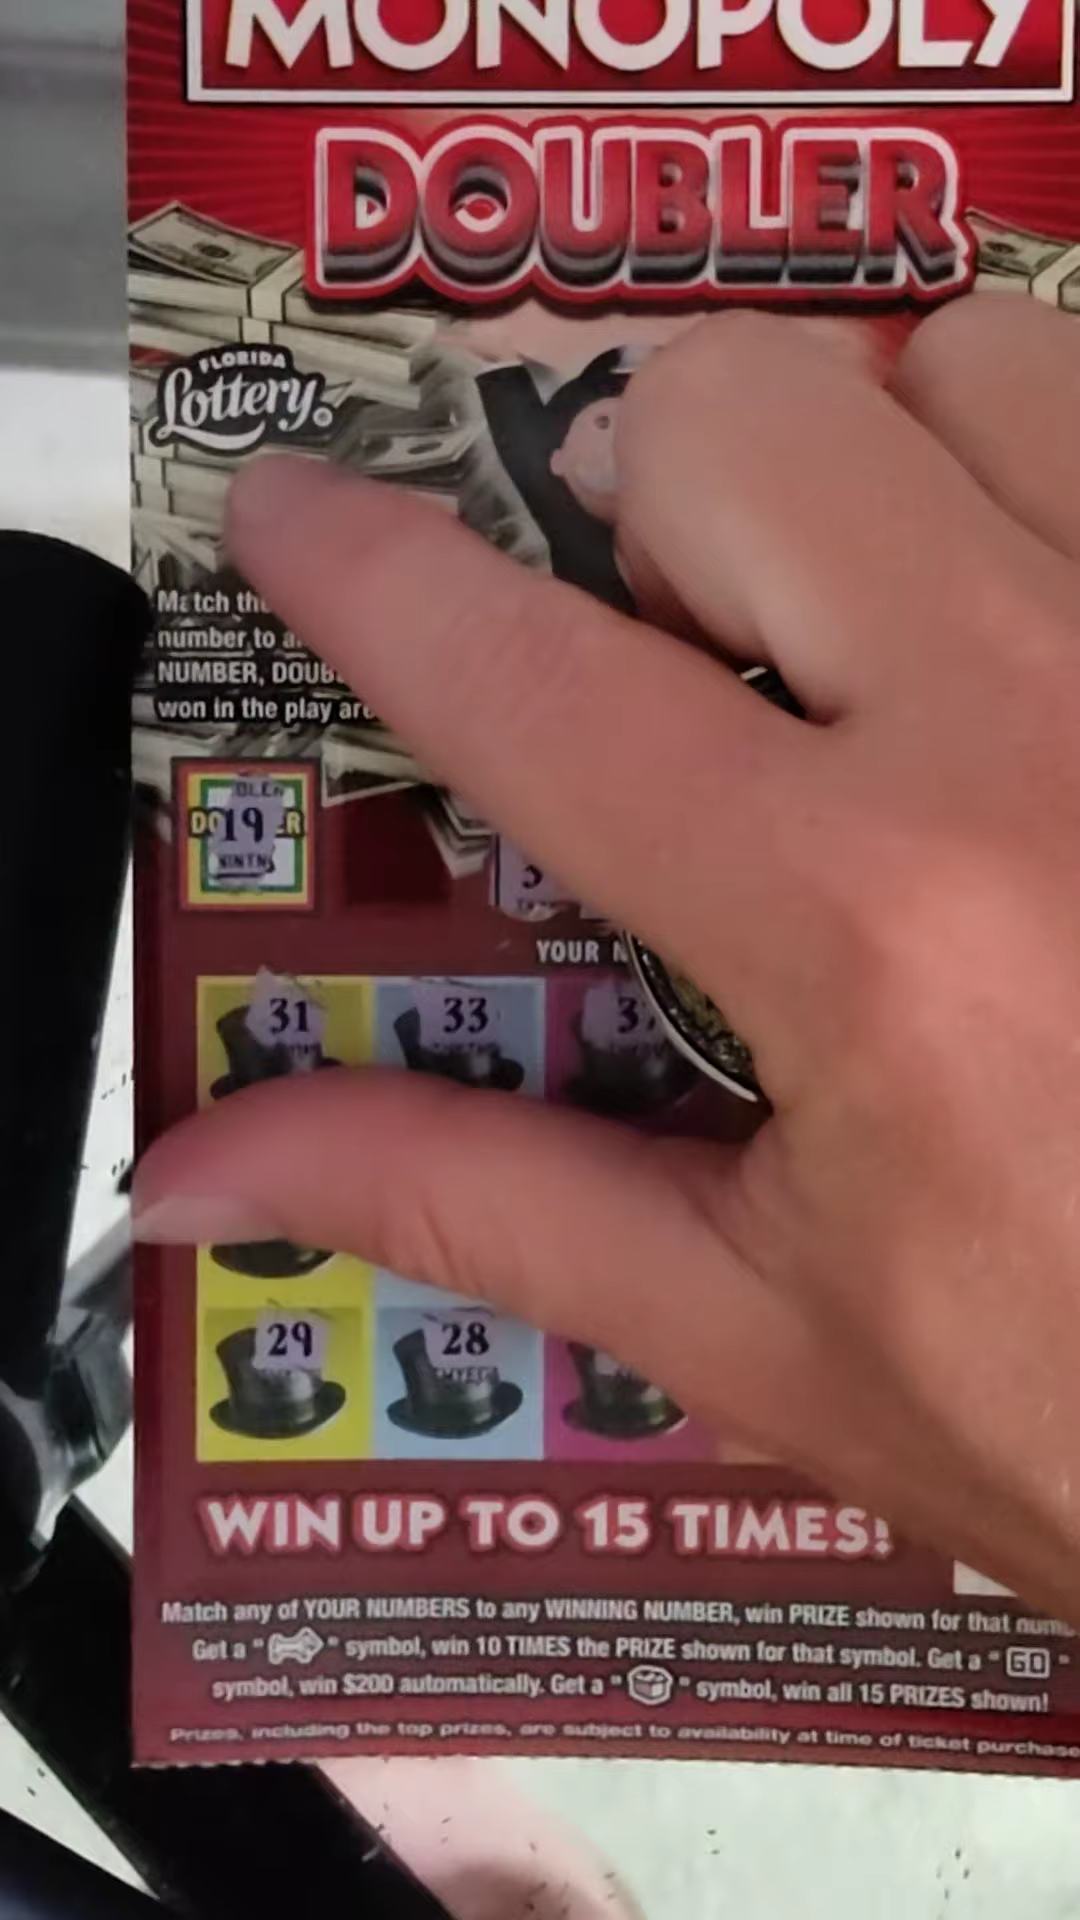 MONOPOLY
DOUBLER
FLORIDA
Lottery
Match the
number to
NUMBER,
won in the play
19
YOUR
31 33
29 28
WIN UP TO 15 TIMES!
Match any of YOUR NUMBERS to any WINNING NUMBER, win PRIZE shown for that
Get a " " symbol, win 10 TIMES the PRIZE shown for that symbol. Get a " GO "
symbol, win $200 automatically. Get a " " symbol, win all 15 PRIZES shown!
Prizes, including the top prizes, are subject to availability at time of ticket purchase